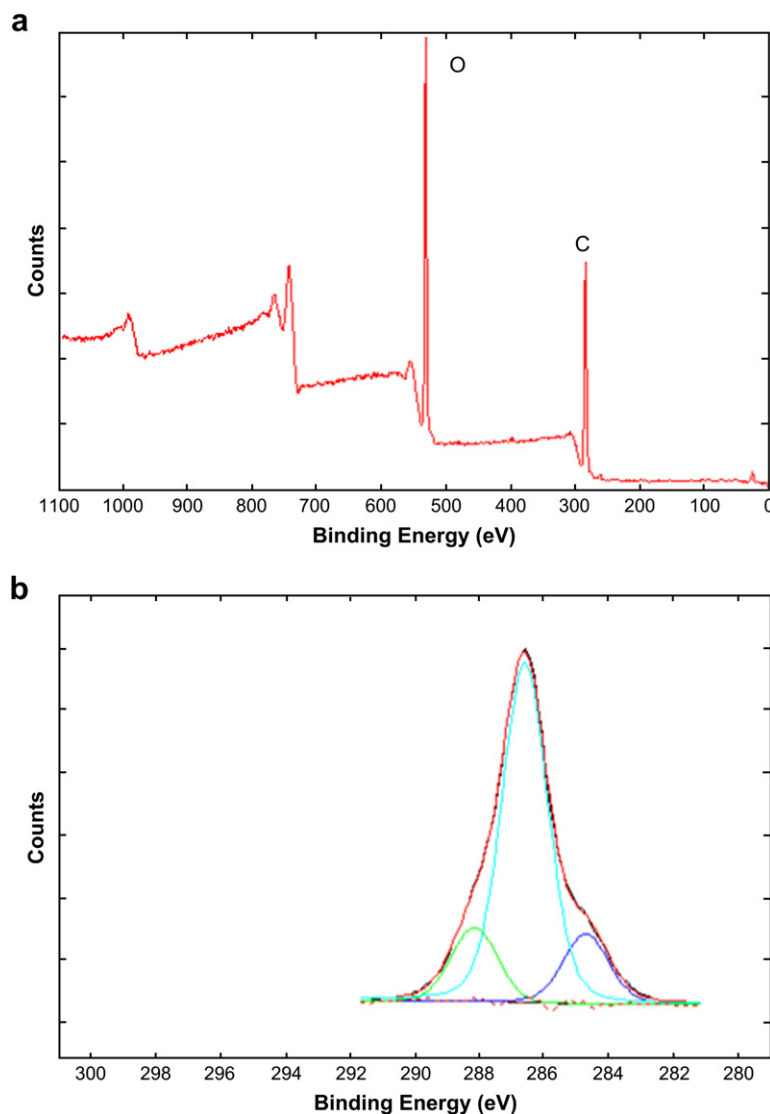 a
O
C
Counts
1100 1000 900 800 700 600 500 400 300 200 100 0
Binding Energy (eV)
b
Counts
300 298 296 294 292 290 288 286 284 282 280
Binding Energy (eV)